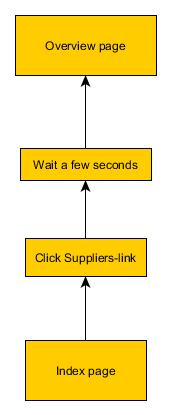 Overview page
Wait a few seconds
Click Suppliers-link
Index page